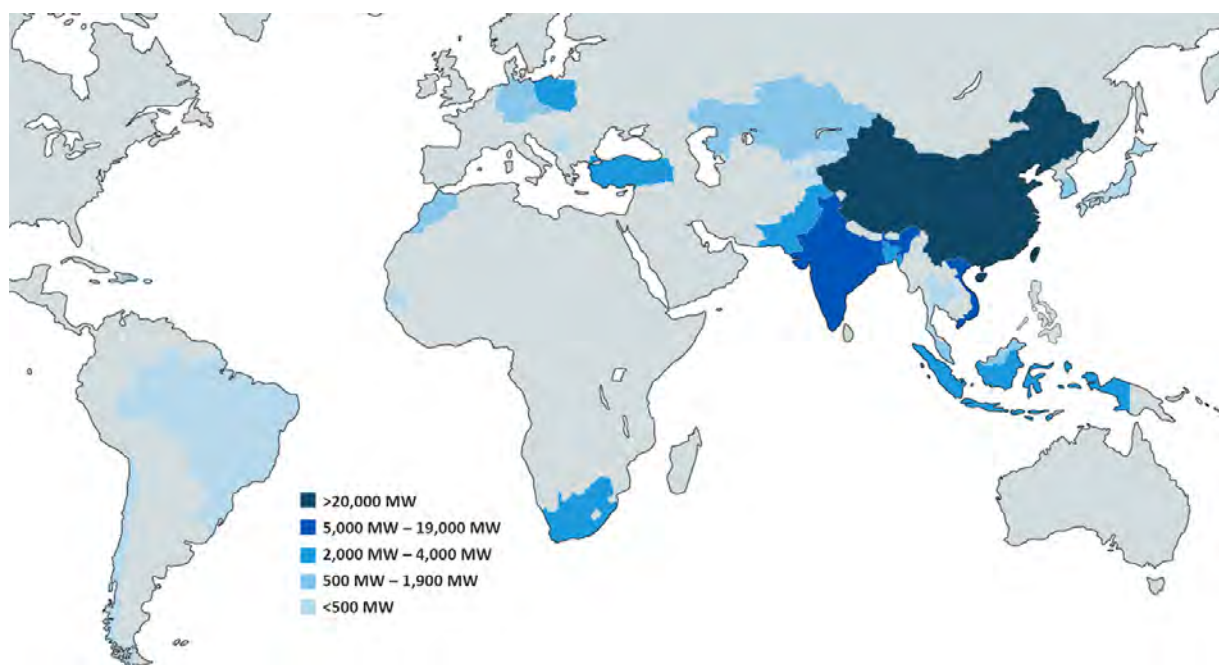 >20,000 MW
5,000 MW – 19,000 MW
2,000 MW – 4,000 MW
500 MW – 1,900 MW
<500 MW